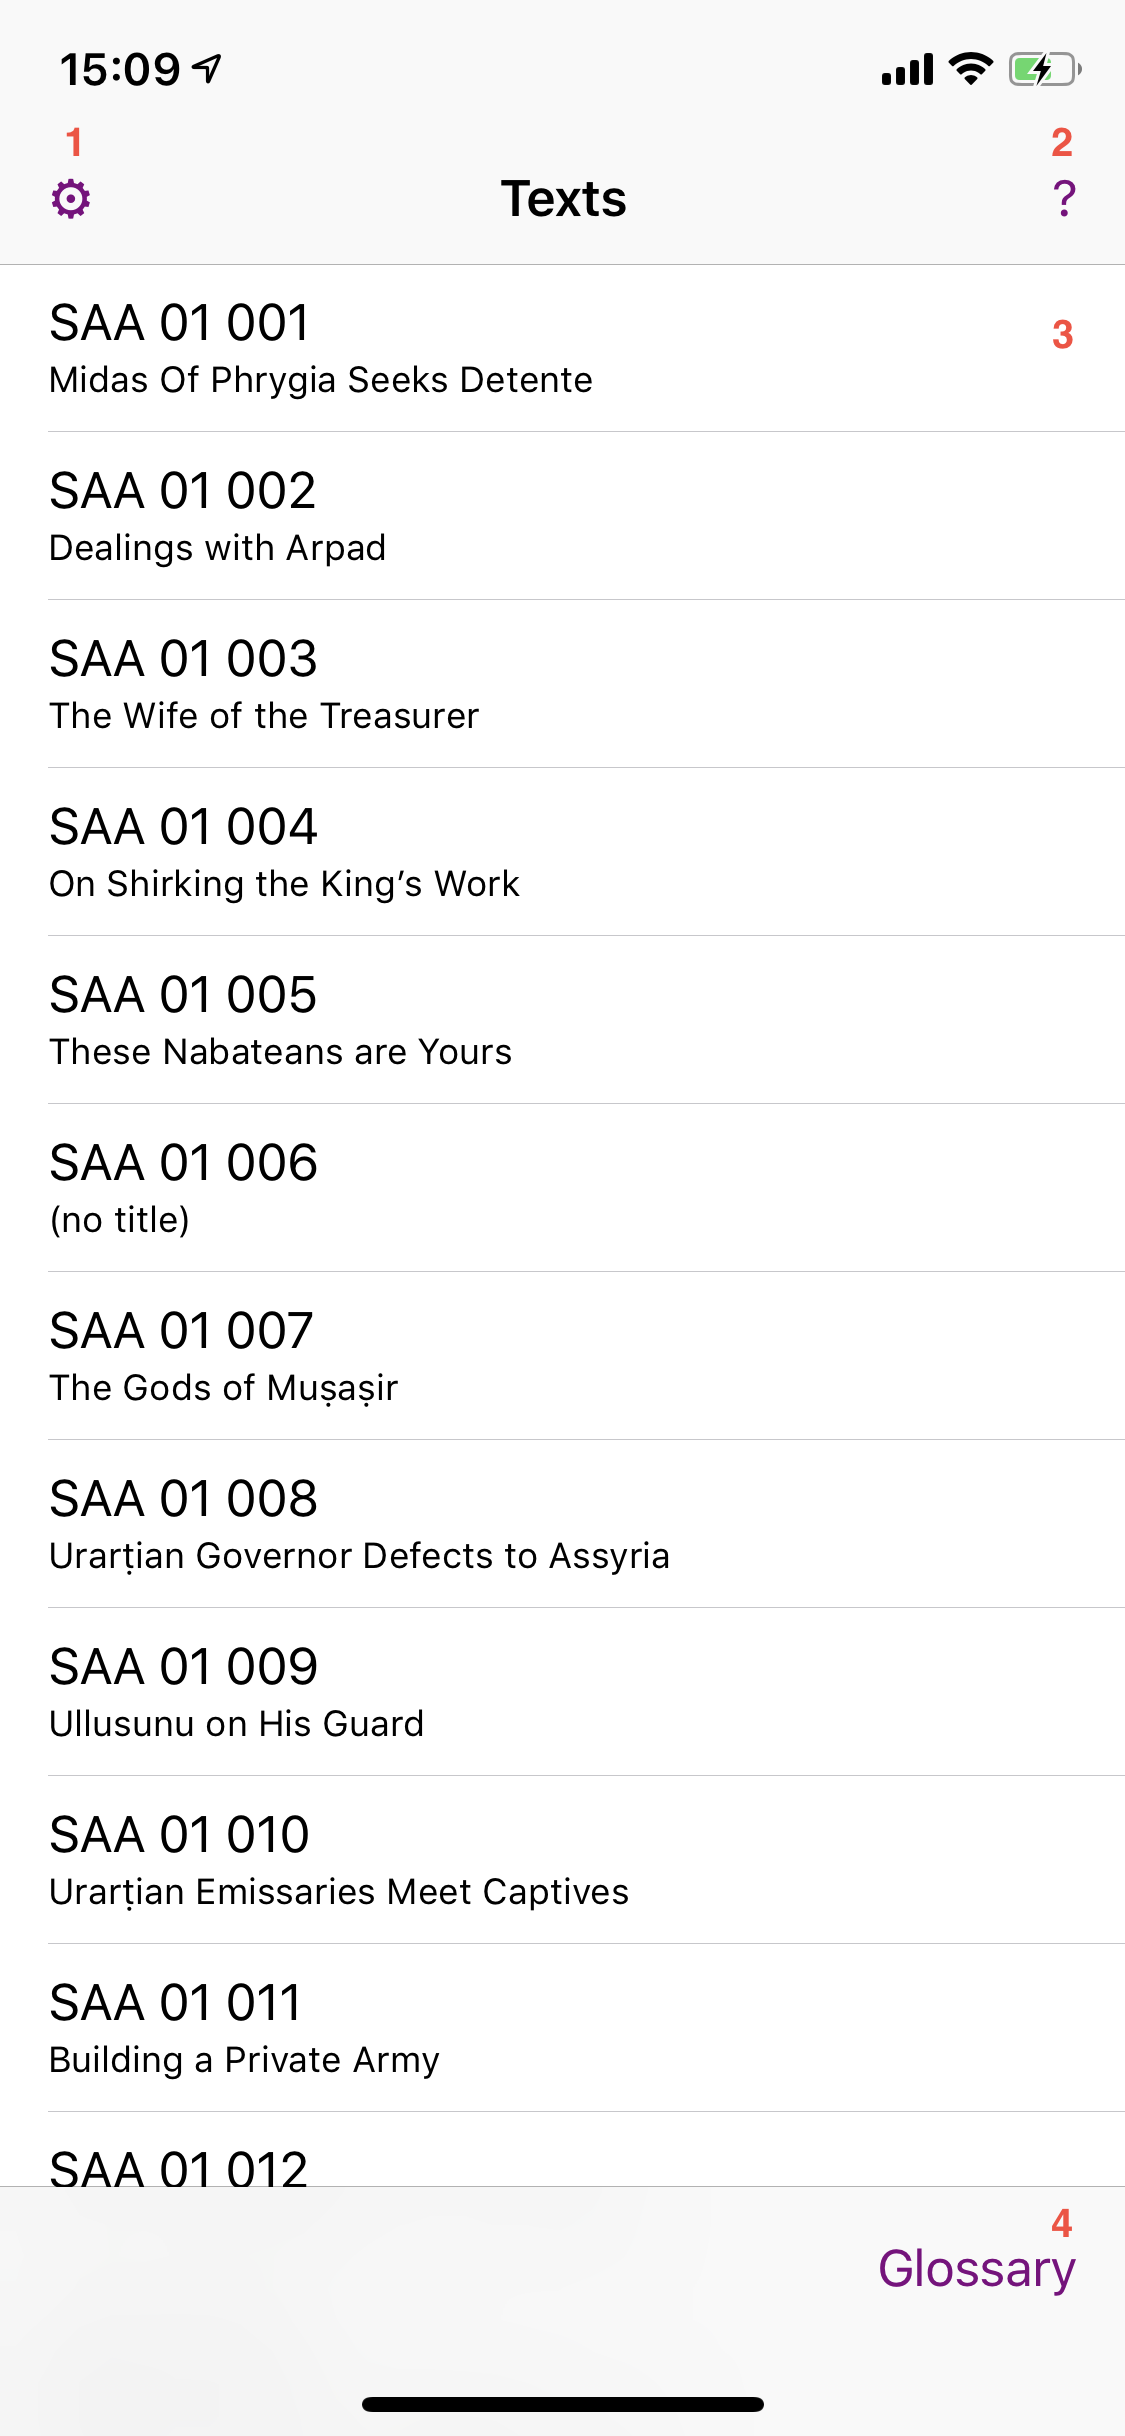 15:09
1
2
Texts
?
SAA 01 001
3
Midas Of Phrygia Seeks Detente
SAA 01 002
Dealings with Arpad
SAA 01 003
The Wife of the Treasurer
SAA 01 004
On Shirking the King’s Work
SAA 01 005
These Nabateans are Yours
SAA 01 006
(no title)
SAA 01 007
The Gods of Muṣaṣir
SAA 01 008
Urarṭian Governor Defects to Assyria
SAA 01 009
Ullusunu on His Guard
SAA 01 010
Urarṭian Emissaries Meet Captives
SAA 01 011
Building a Private Army
SAA 01 012
4
Glossary